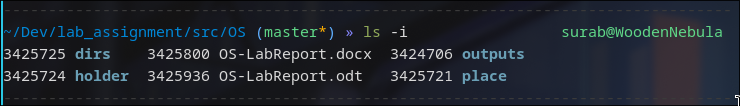 ~/Dev/lab_assignment/src/OS (master*) » ls -i surab@WoodenNebula
3425725 dirs 3425800 OS-LabReport.docx 3424706 outputs
3425724 holder 3425936 OS-LabReport.odt 3425721 place